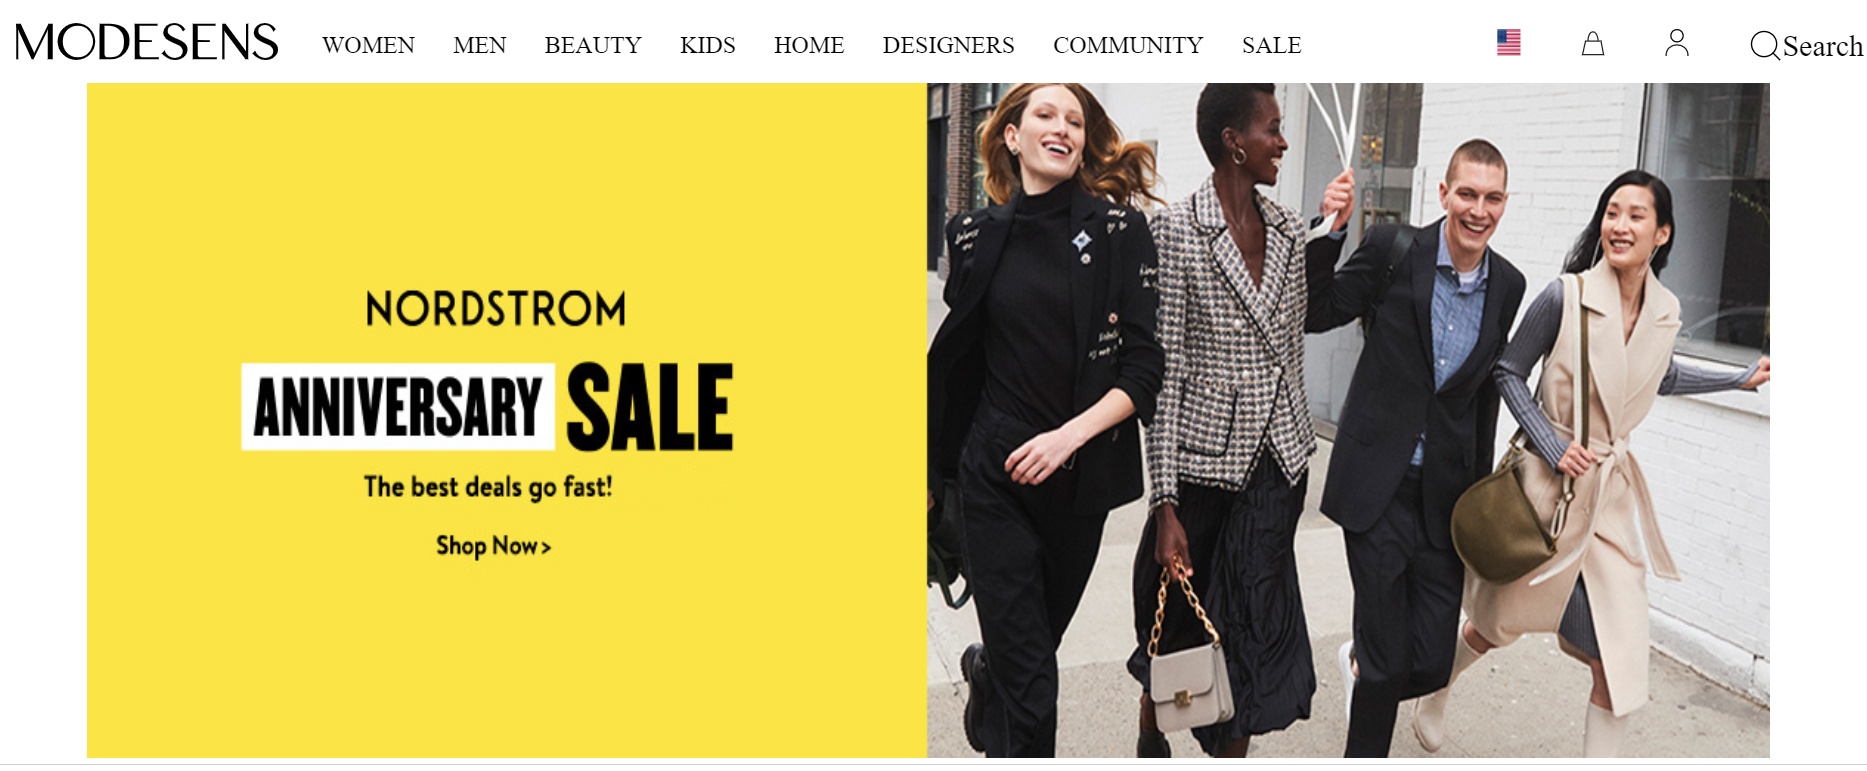 MODESENS WOMEN MEN BEAUTY KIDS HOME DESIGNERS COMMUNITY SALE Search
NORDSTROM
ANNIVERSARY SALE
The best deals go fast!
Shop Now >